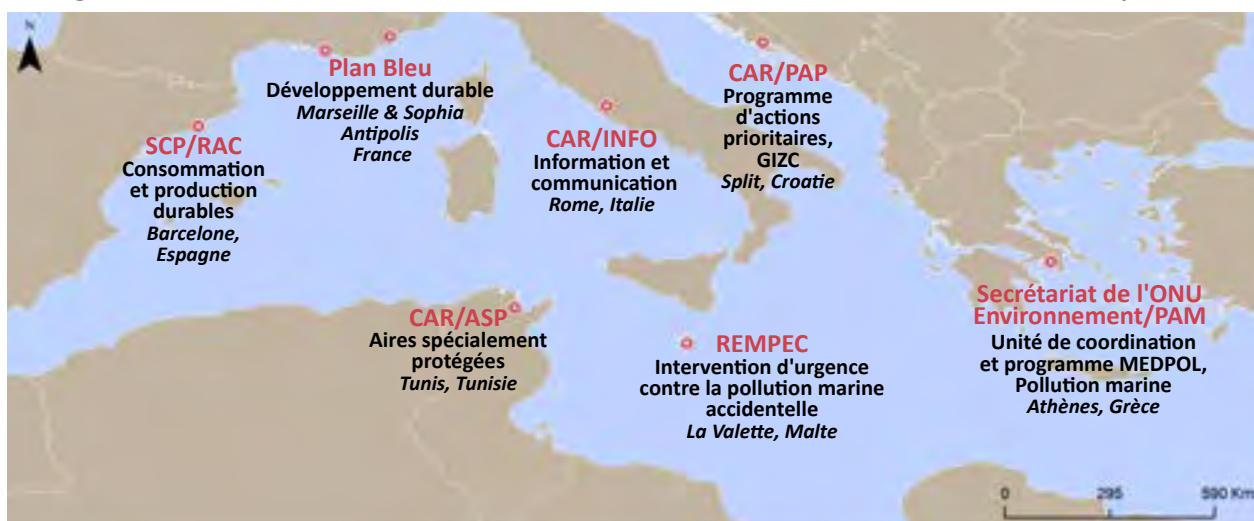 N
Plan Bleu
Développement durable
Marseille & Sophia
Antipolis
France
CAR/PAP
Programme
d'actions
prioritaires,
GIZC
Split, Croatie
SCP/RAC
Consommation
et production
durables
Barcelone,
Espagne
CAR/INFO
Information et
communication
Rome, Italie
Secrétariat de l'ONU
Environnement/PAM
Unité de coordination
et programme MEDPOL,
Pollution marine
Athènes, Grèce
CAR/ASP
Aires spécialement
protégées
Tunis, Tunisie
REMPEC
Intervention d'urgence
contre la pollution marine
accidentelle
La Valette, Malte
0 295 590 Km